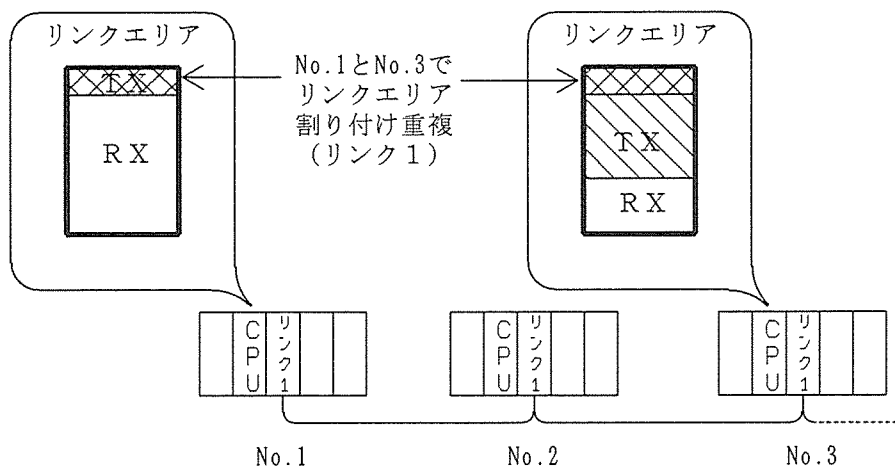 リンクエリア
TX
RX
No.1とNo.3で
リンクエリア
割り付け重複
(リンク1)
リンクエリア
TX
RX
CPU
リンク1
CPU
リンク1
CPU
リンク1
No.1
No.2
No.3